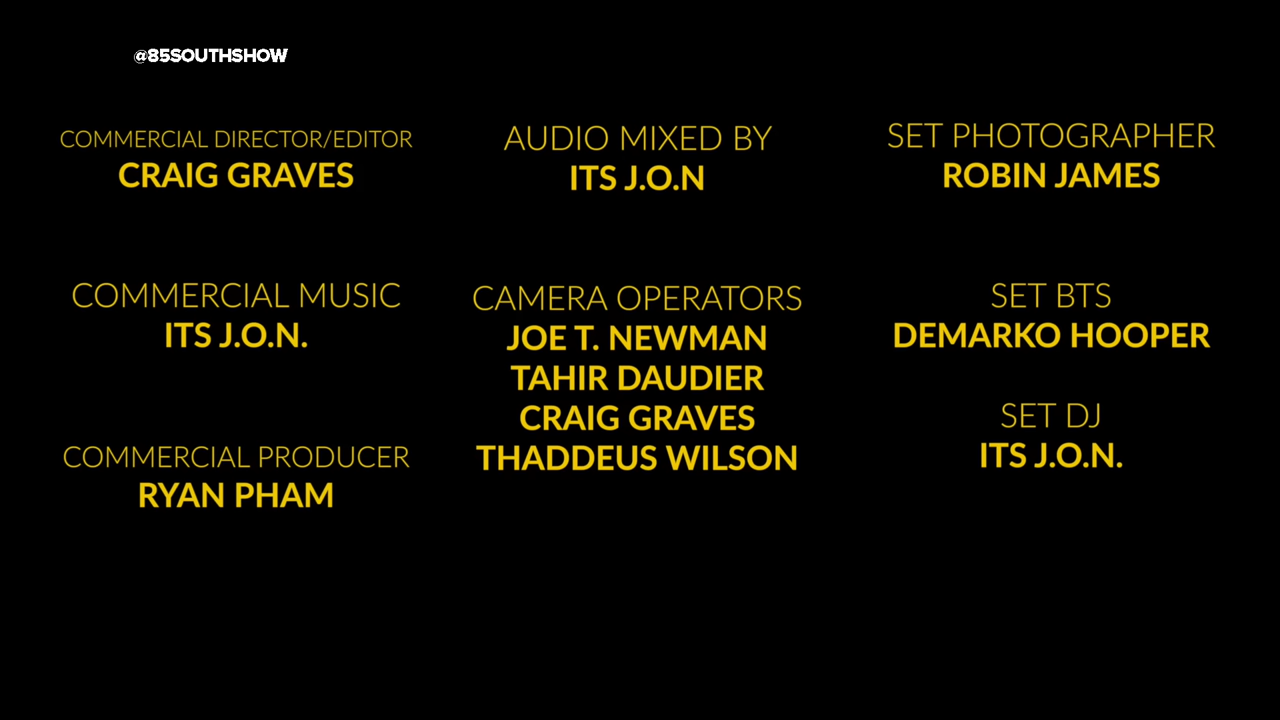 @85SOUTHSHOW
COMMERCIAL DIRECTOR/EDITOR
CRAIG GRAVES
COMMERCIAL MUSIC
ITS J.O.N.
COMMERCIAL PRODUCER
RYAN PHAM
AUDIO MIXED BY
ITS J.O.N
CAMERA OPERATORS
JOE T. NEWMAN
TAHIR DAUDIER
CRAIG GRAVES
THADDEUS WILSON
SET PHOTOGRAPHER
ROBIN JAMES
SET BTS
DEMARKO HOOPER
SET DJ
ITS J.O.N.